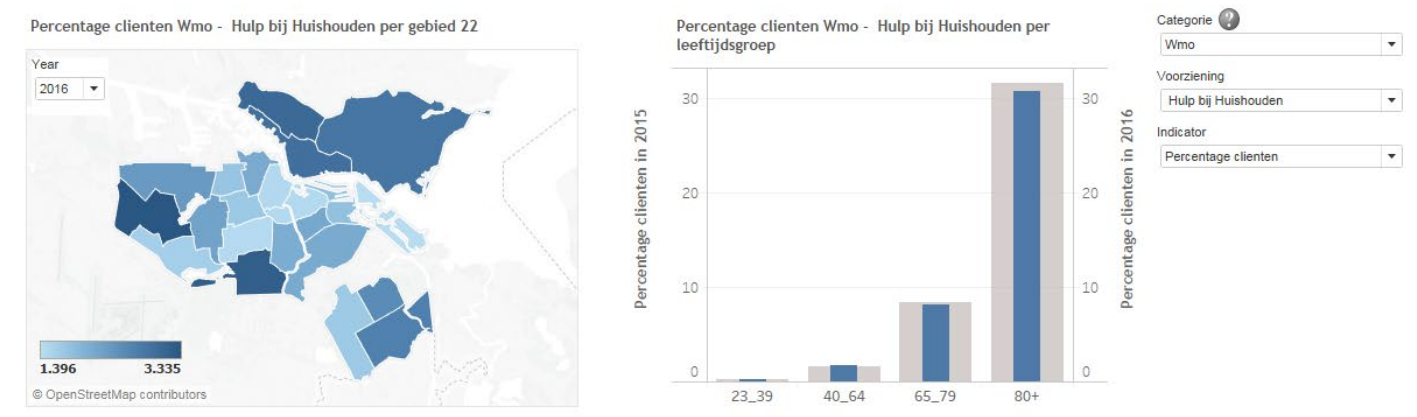 Percentage clienten Wmo - Hulp bij Huishouden per gebied 22
Year
2016
1.396 3.335
© OpenStreetMap contributors
Percentage clienten Wmo - Hulp bij Huishouden per
leeftijdsgroep
Percentage clienten in 2015
30
20
10
0
23_39 40_64 65_79 80+
30
20
10
0
Percentage clienten in 2016
Categorie ?
Wmo
Voorziening
Hulp bij Huishouden
Indicator
Percentage clienten